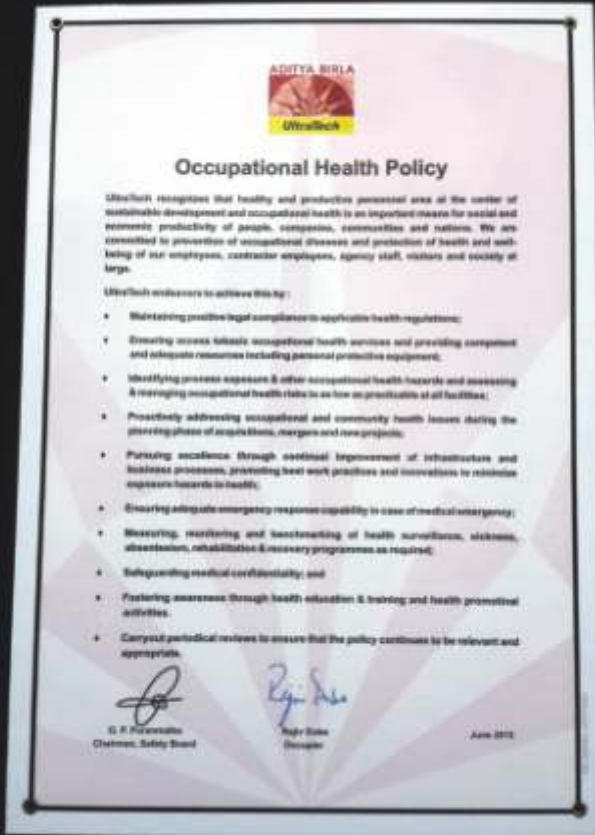 ADITYA BIRLA
UltraTech
Occupational Health Policy
UltraTech recognizes that healthy and productive personnel area at the center of
sustainable development and occupational health is an important means for social and
economic productivity of people, companies, communities and nations. We are
committed to prevention of occupational diseases and protection of health and well-
being of our employees, contractor employees, agency staff, visitors and society at
large.
UltraTech endeavors to achieve this by :
• Maintaining positive legal compliance to applicable health regulations;
• Ensuring access to basic occupational health services and providing competent
and adequate resources including personal protective equipment;
• Identifying process exposure & other occupational health hazards and assessing
& managing occupational health risks to as low as practicable at all facilities;
• Proactively addressing occupational and community health issues during the
planning phase of acquisitions, mergers and new projects;
• Pursuing excellence through continual improvement of infrastructure and
business processes, promoting best work practices and innovations to minimize
exposure hazards to health;
• Ensuring adequate emergency response capability in case of medical emergency;
• Measuring, monitoring and benchmarking of health surveillance, sickness,
absenteeism, rehabilitation & recovery programmes as required;
• Safeguarding medical confidentiality; and
• Fostering awareness through health education & training and health promotional
activities.
• Carryout periodical reviews to ensure that the policy continues to be relevant and
appropriate.
O. P.
Chairman, Safety Board
Rajiv
Occupier
June